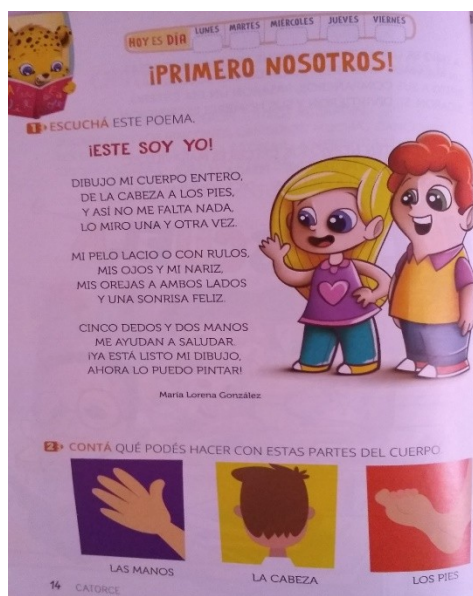 HOY ES DÍA
LUNES MARTES MIÉRCOLES JUEVES VIERNES
¡PRIMERO NOSOTROS!
1 ESCUCHÁ ESTE POEMA.
¡ESTE SOY YO!
DIBUJO MI CUERPO ENTERO,
DE LA CABEZA A LOS PIES,
Y ASÍ NO ME FALTA NADA,
LO MIRO UNA Y OTRA VEZ.
MI PELO LACIO O CON RULOS,
MIS OJOS Y MI NARIZ,
MIS OREJAS A AMBOS LADOS
Y UNA SONRISA FELIZ.
CINCO DEDOS Y DOS MANOS
ME AYUDAN A SALUDAR.
¡YA ESTÁ LISTO MI DIBUJO,
AHORA LO PUEDO PINTAR!
María Lorena González
2 CONTÁ QUÉ PODÉS HACER CON ESTAS PARTES DEL CUERPO.
LAS MANOS
LA CABEZA
LOS PIES
14 CATORCE